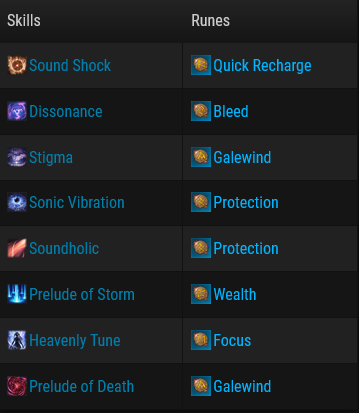 Skills Runes
Sound Shock Quick Recharge
Dissonance Bleed
Stigma Galewind
Sonic Vibration Protection
Soundholic Protection
Prelude of Storm Wealth
Heavenly Tune Focus
Prelude of Death Galewind